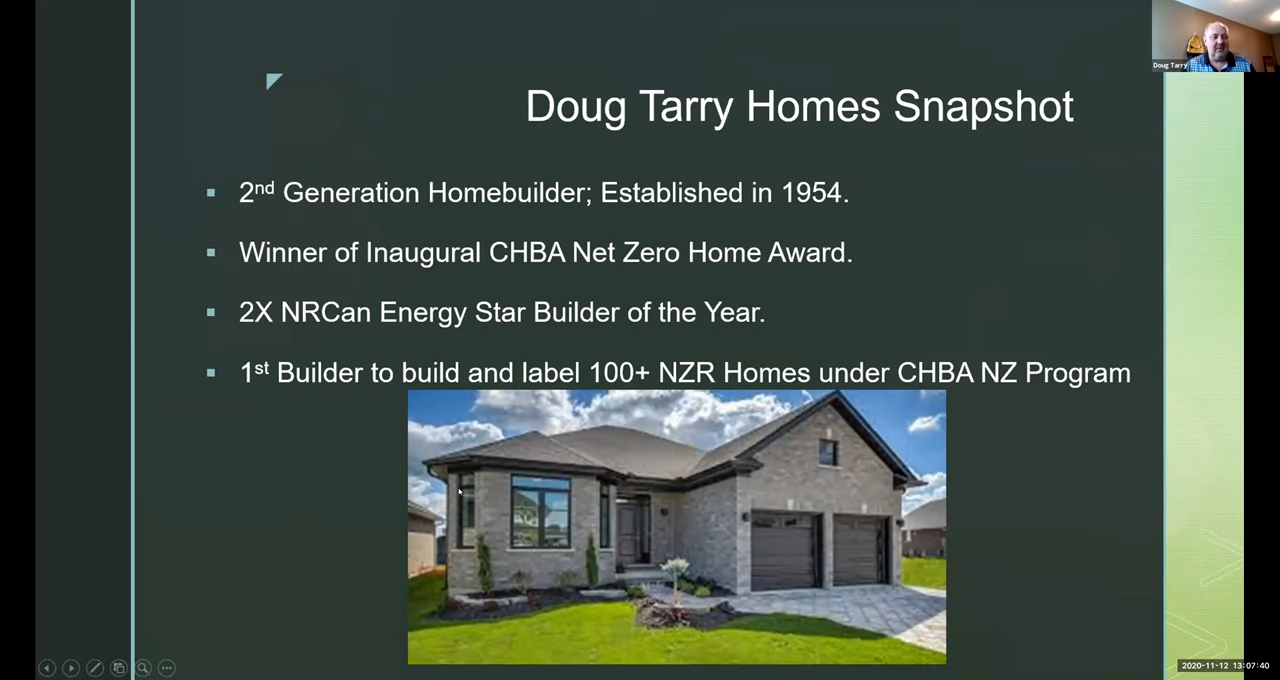 Doug Tarry
Doug Tarry Homes Snapshot
2nd Generation Homebuilder; Established in 1954.
Winner of Inaugural CHBA Net Zero Home Award.
2X NRCan Energy Star Builder of the Year.
1st Builder to build and label 100+ NZR Homes under CHBA NZ Program
2020-11-12 13:07:40